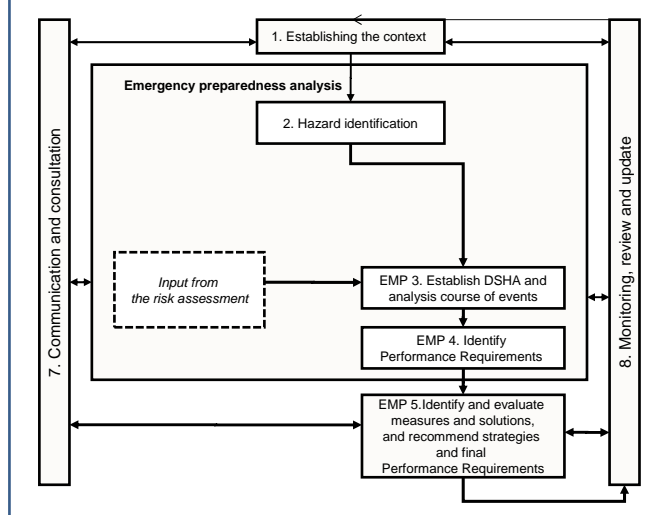 1. Establishing the context
Emergency preparedness analysis
2. Hazard identification
7. Communication and consultation
8. Monitoring, review and update
Input from
the risk assessment
EMP 3. Establish DSHA and
analysis course of events
EMP 4. Identify
Performance Requirements
EMP 5.Identify and evaluate
measures and solutions,
and recommend strategies
and final
Performance Requirements